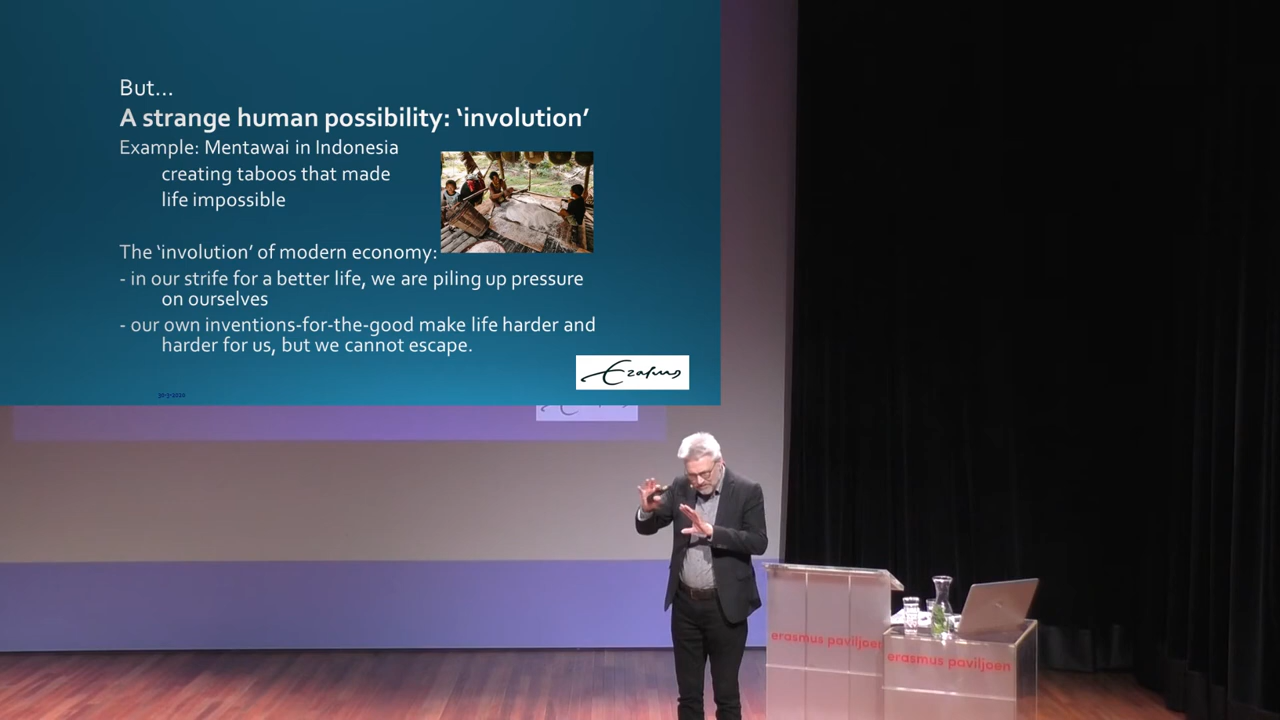 But...
A strange human possibility: ‘involution’
Example: Mentawai in Indonesia
creating taboos that made
life impossible
The ‘involution’ of modern economy:
- in our strife for a better life, we are piling up pressure
on ourselves
- our own inventions-for-the-good make life harder and
harder for us, but we cannot escape.
Erasmus
erasmus paviljoen
erasmus paviljoen